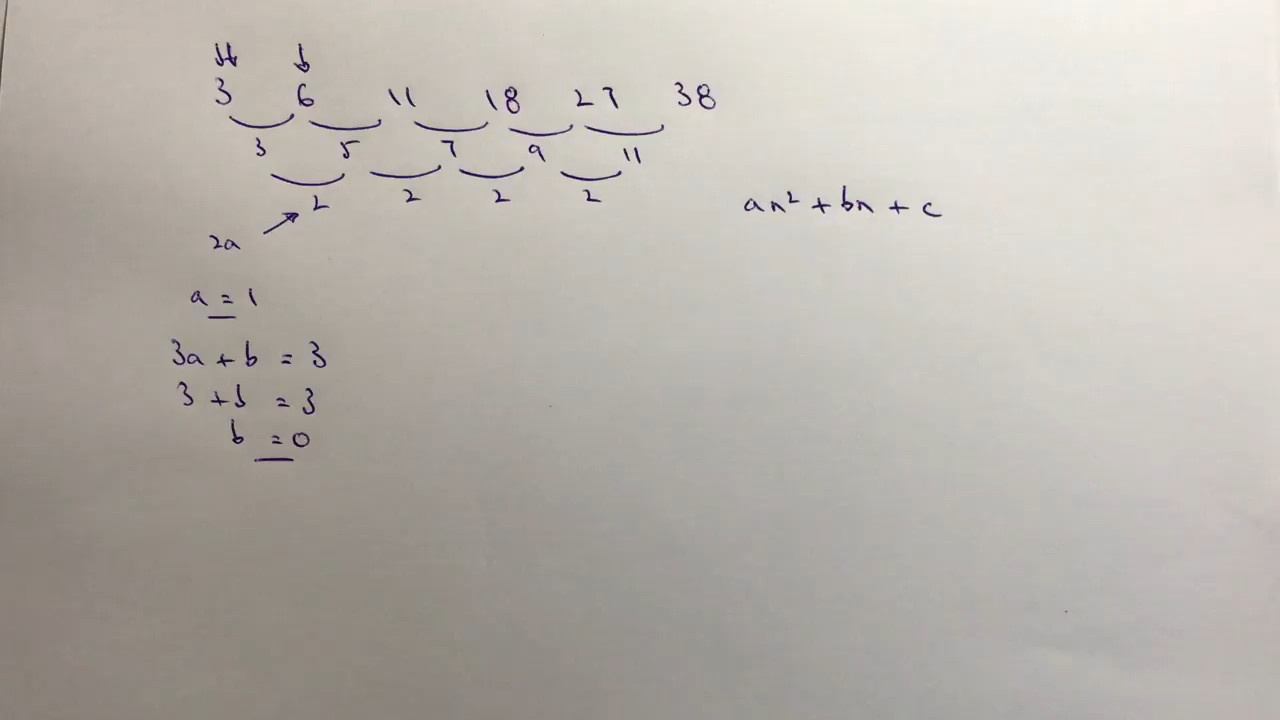 3 6 11 18 27 38
3 5 7 9 11
2 2 2 2
an² + bn + c
2a
a = 1
3a + b = 3
3 + b = 3
b = 0